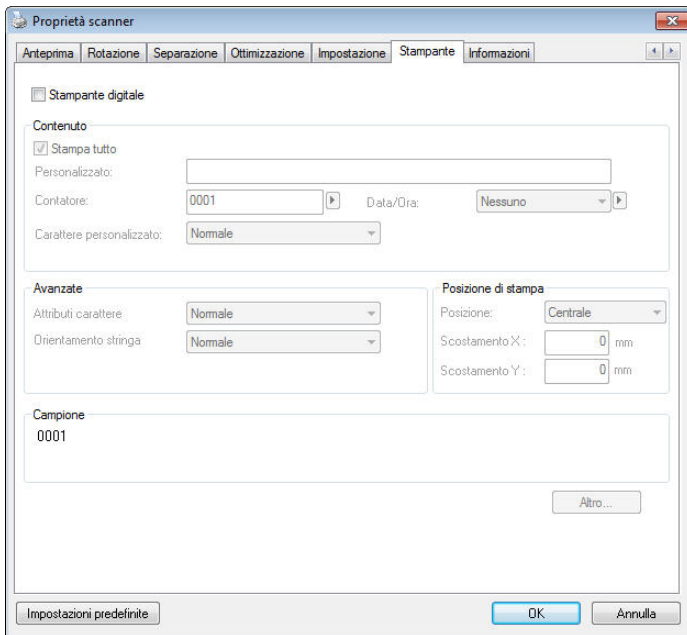 Proprietà scanner
Anteprima Rotazione Separazione Ottimizzazione Impostazione Stampante Informazioni
Stampante digitale
Contenuto
Stampa tutto
Personalizzato:
Contatore: 0001 Data/Ora: Nessuno
Carattere personalizzato: Normale
Avanzate
Attributi carattere Normale
Orientamento stringa Normale
Posizione di stampa
Posizione: Centrale
Scostamento X : 0 mm
Scostamento Y : 0 mm
Campione
0001
Altro...
Impostazioni predefinite OK Annulla